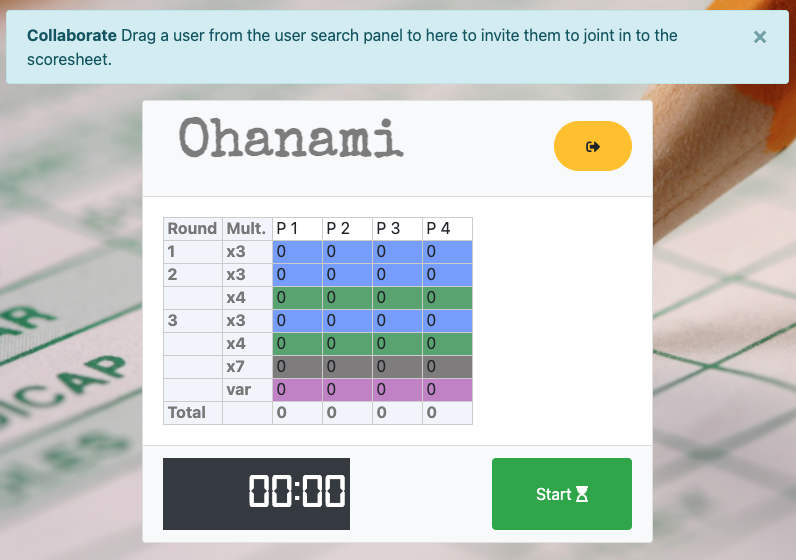 Collaborate Drag a user from the user search panel to here to invite them to joint in to the
scoresheet.
×
Ohanami
Round Mult. P 1 P 2 P 3 P 4
1 x3 0 0 0 0
2 x3 0 0 0 0
x4 0 0 0 0
3 x3 0 0 0 0
x4 0 0 0 0
x7 0 0 0 0
var 0 0 0 0
Total 0 0 0 0
00:00
Start